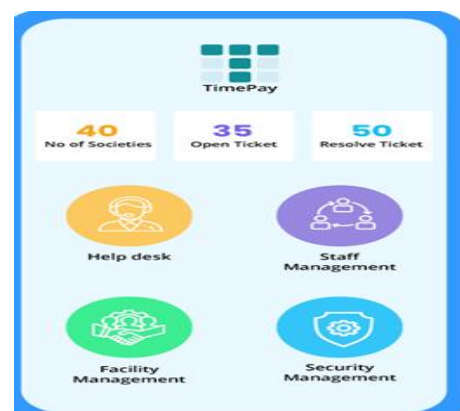 TimePay
40 35 50
No of Societies Open Ticket Resolve Ticket
Help desk
Staff
Management
Facility
Management
Security
Management